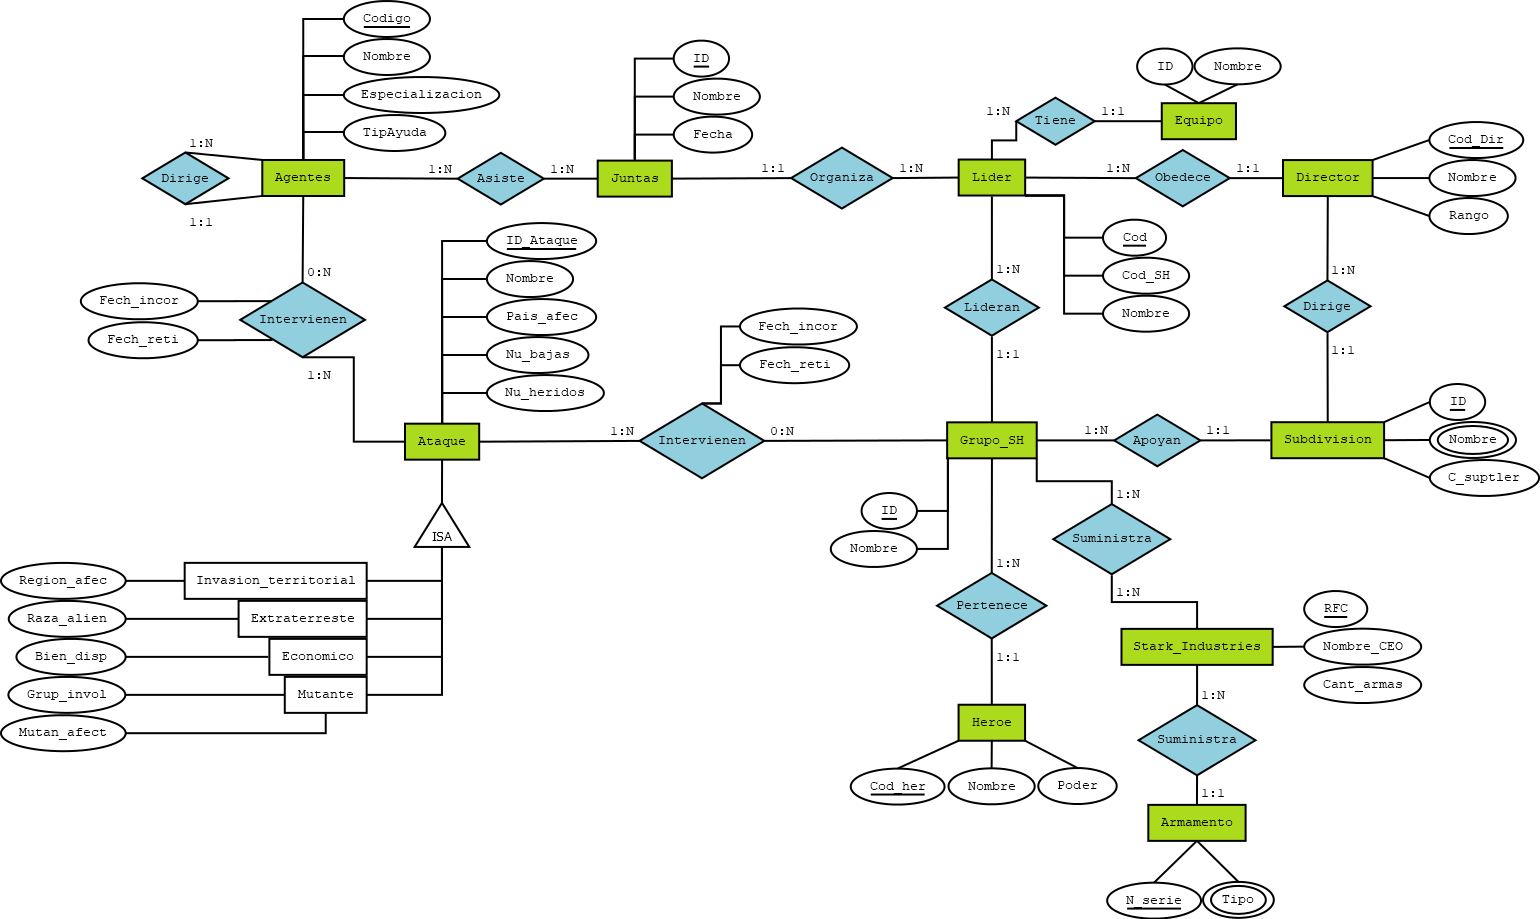 Codigo
Nombre
Especializacion
TipAyuda
ID
Nombre
Fecha
ID
Nombre
Equipo
1:N
Tiene
1:1
1:N
Dirige
1:1
Agentes
1:N
Asiste
1:N
Juntas
1:1
Organiza
1:N
Lider
1:N
Obedece
1:1
Director
Cod_Dir
Nombre
Rango
Cod
Cod_SH
Nombre
0:N
Fech_incor
Fech_reti
Intervienen
1:N
ID_Ataque
Nombre
Pais_afec
Nu_bajas
Nu_heridos
Fech_incor
Fech_reti
1:N
Lideran
1:1
1:N
Dirige
1:1
Ataque
1:N
Intervienen
0:N
Grupo_SH
1:N
Apoyan
1:1
Subdivision
ID
Nombre
C_suptler
ID
Nombre
1:N
Suministra
1:N
ISA
Region_afec
Invasion_territorial
Raza_alien
Extraterreste
Bien_disp
Economico
Grup_invol
Mutante
Mutan_afect
1:N
Pertenece
1:1
Stark_Industries
RFC
Nombre_CEO
Cant_armas
Heroe
Cod_her
Nombre
Poder
1:N
Suministra
1:1
Armamento
N_serie
Tipo